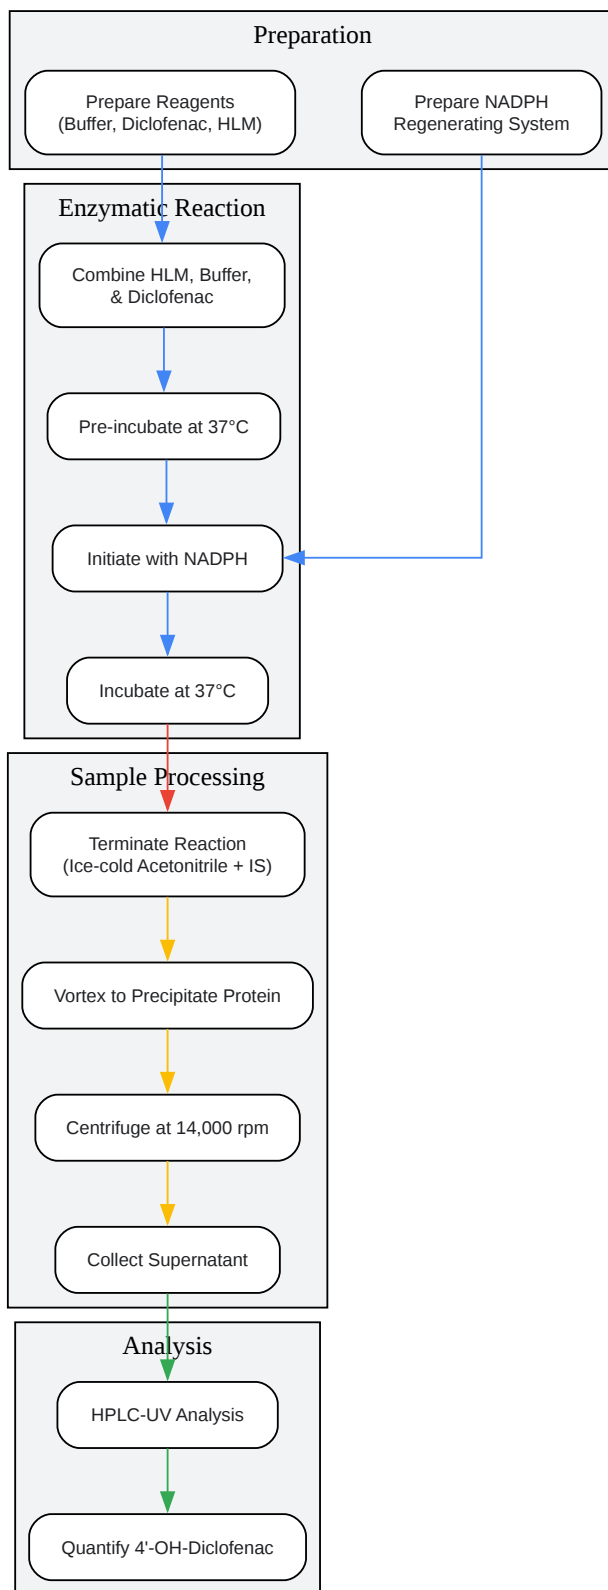 Preparation
Prepare Reagents
(Buffer, Diclofenac, HLM)
Prepare NADPH
Regenerating System
Enzymatic Reaction
Combine HLM, Buffer,
& Diclofenac
Pre-incubate at 37°C
Initiate with NADPH
Incubate at 37°C
Sample Processing
Terminate Reaction
(Ice-cold Acetonitrile + IS)
Vortex to Precipitate Protein
Centrifuge at 14,000 rpm
Collect Supernatant
Analysis
HPLC-UV Analysis
Quantify 4'-OH-Diclofenac